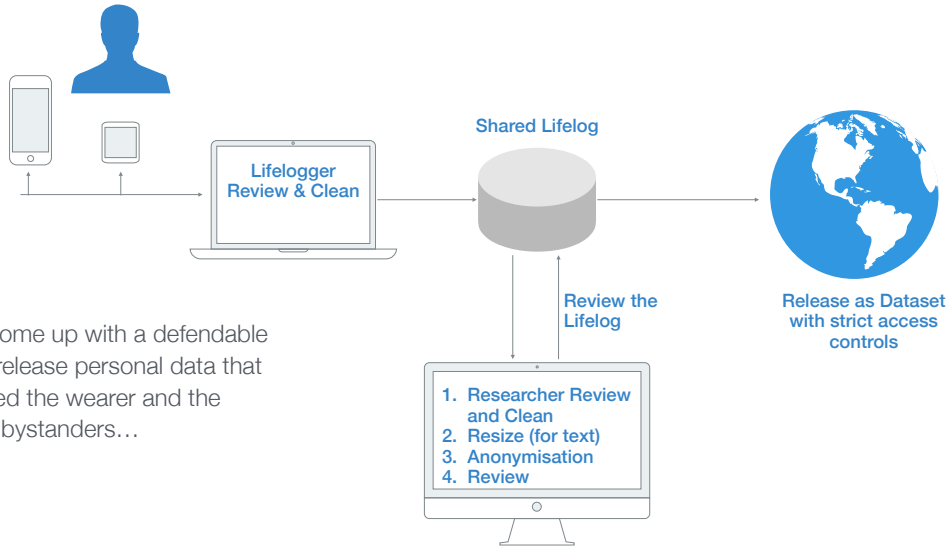 Shared Lifelog
Lifelogger
Review & Clean
Review the
Lifelog
Release as Dataset
with strict access
controls
ome up with a defendable
release personal data that
ed the wearer and the
bystanders…
1. Researcher Review
and Clean
2. Resize (for text)
3. Anonymisation
4. Review